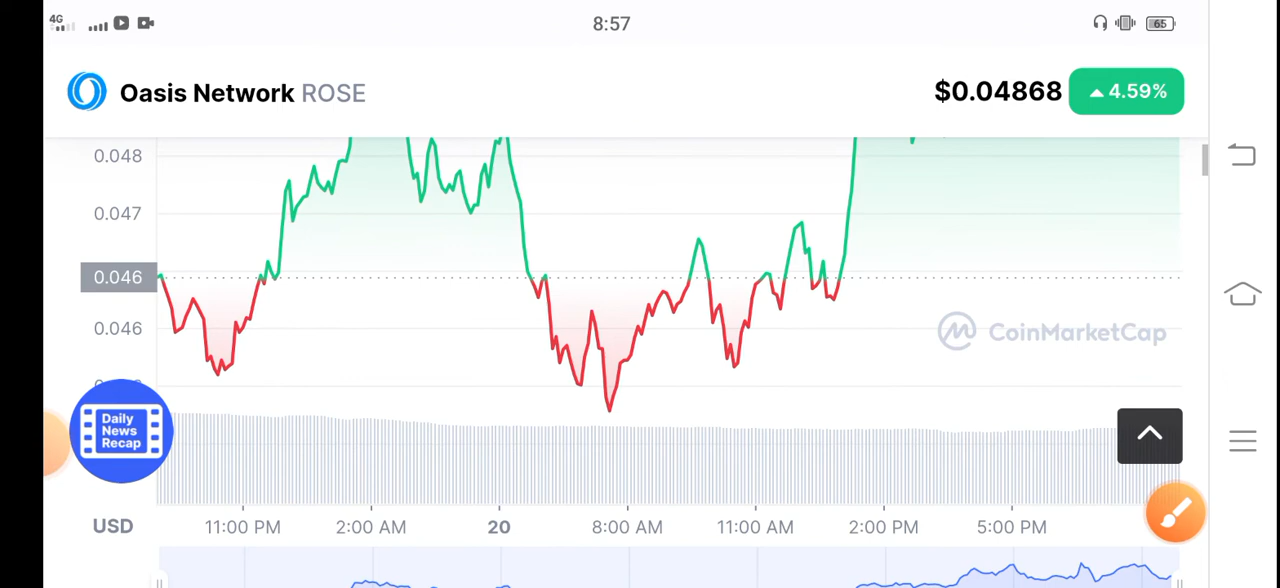 4G
8:57
65
Oasis Network ROSE
$0.04868
4.59%
0.048
0.047
0.046
0.046
CoinMarketCap
Daily
News
Recap
USD
11:00 PM
2:00 AM
20
8:00 AM
11:00 AM
2:00 PM
5:00 PM